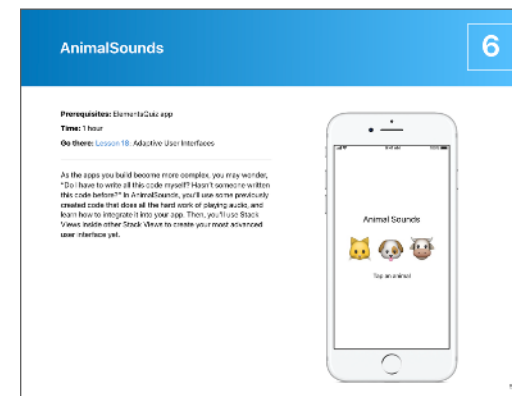 AnimalSounds
6
Prerequisites: ElementsQuiz app
Time: 1 hour
Go there: Lesson 18, Adaptive User Interfaces
As the apps you build become more complex, you may wonder,
"Do I have to write all this code myself? Hasn't someone written
this code before?" In AnimalSounds, you'll use some previously
created code that does all the hard work of playing audio, and
learn how to integrate it into your app. Then, you'll use Stack
Views inside other Stack Views to create your most advanced
user interface yet.
9:41 AM
Animal Sounds
Tap an animal